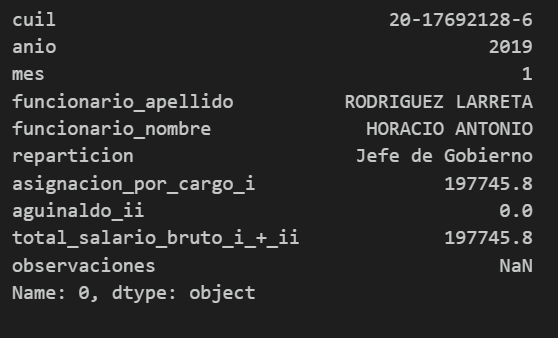 cuil 20-17692128-6
anio 2019
mes 1
funcionario_apellido RODRIGUEZ LARRETA
funcionario_nombre HORACIO ANTONIO
reparticion Jefe de Gobierno
asignacion_por_cargo_i 197745.8
aguinaldo_ii 0.0
total_salario_bruto_i_+_ii 197745.8
observaciones NaN
Name: 0, dtype: object